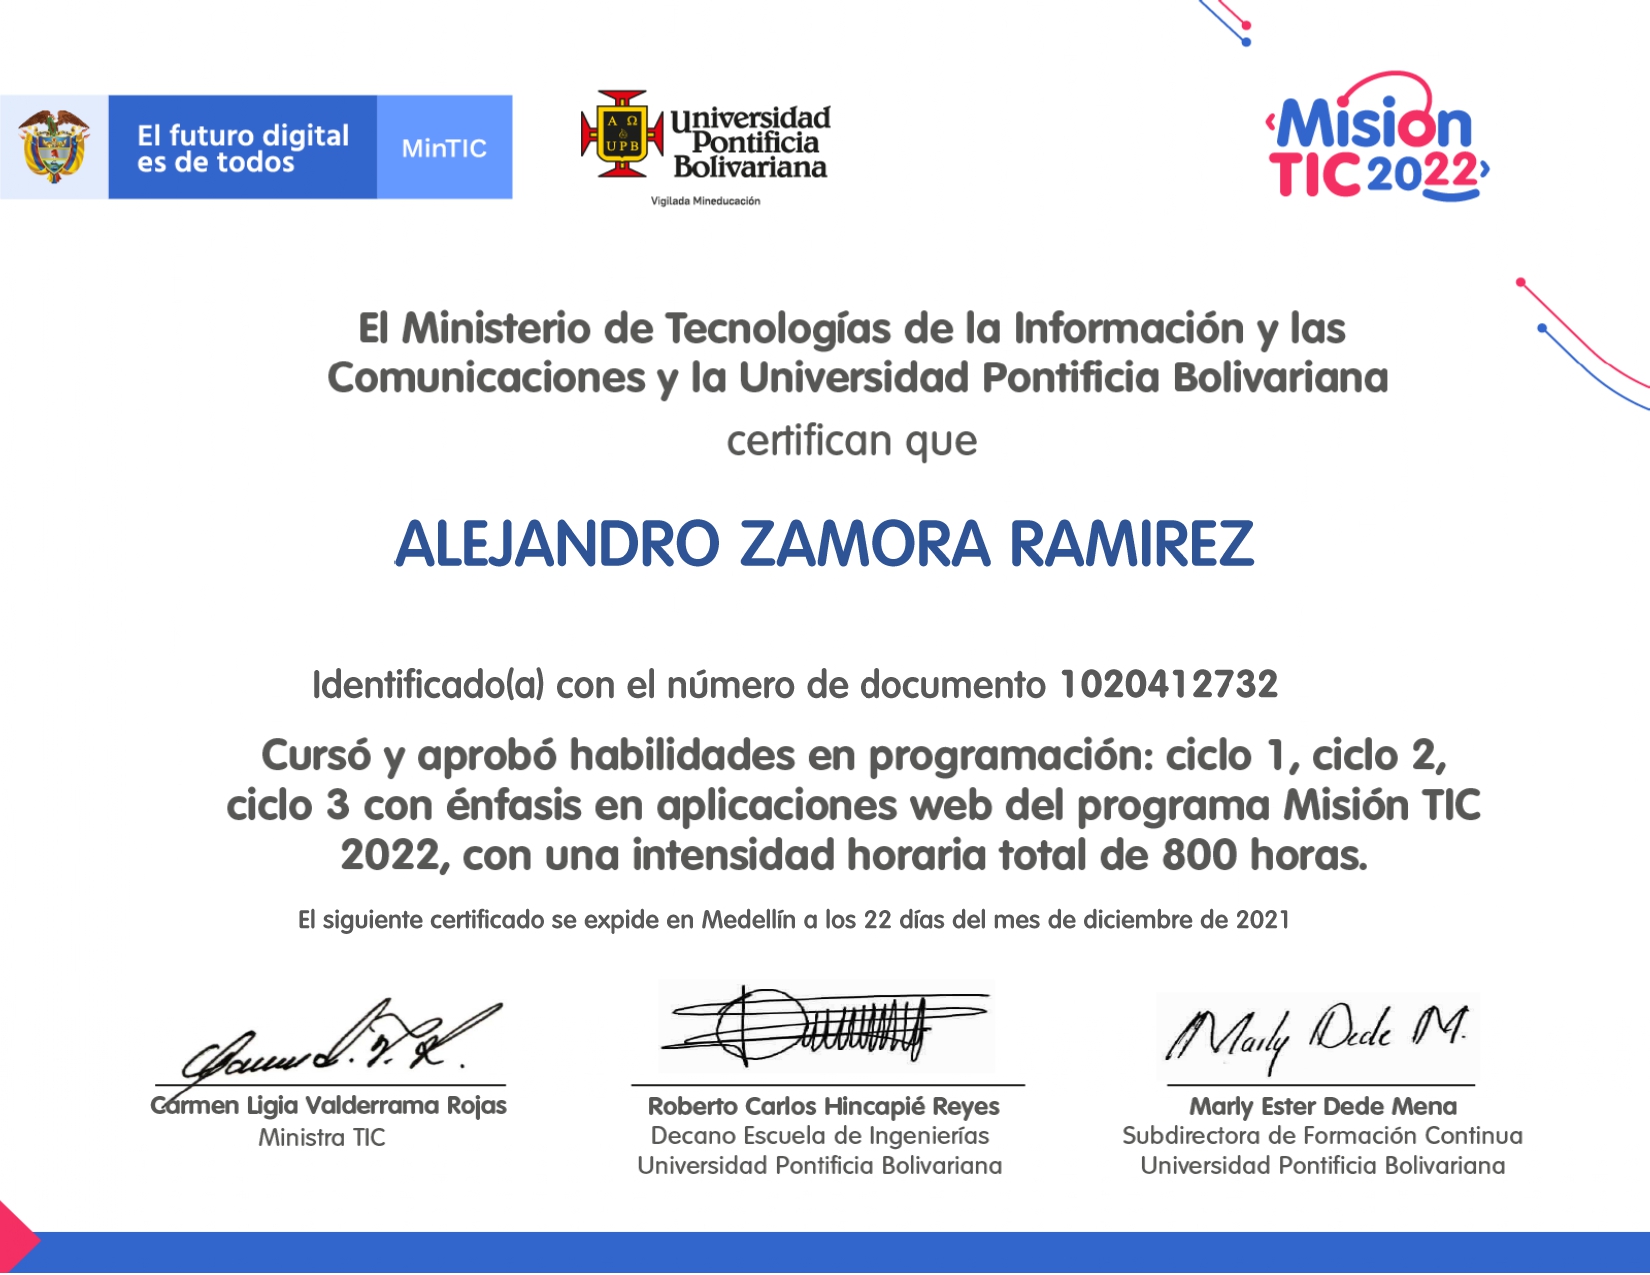 El futuro digital
es de todos
MinTIC
Α Ω
UPB
Universidad
Pontificia
Bolivariana
Vigilada Mineducación
‹Misión
TIC 2022›
El Ministerio de Tecnologías de la Información y las
Comunicaciones y la Universidad Pontificia Bolivariana
certifican que
ALEJANDRO ZAMORA RAMIREZ
Identificado(a) con el número de documento 1020412732
Cursó y aprobó habilidades en programación: ciclo 1, ciclo 2,
ciclo 3 con énfasis en aplicaciones web del programa Misión TIC
2022, con una intensidad horaria total de 800 horas.
El siguiente certificado se expide en Medellín a los 22 días del mes de diciembre de 2021
Marly Dede M.
Carmen Ligia Valderrama Rojas
Ministra TIC
Roberto Carlos Hincapié Reyes
Decano Escuela de Ingenierías
Universidad Pontificia Bolivariana
Marly Ester Dede Mena
Subdirectora de Formación Continua
Universidad Pontificia Bolivariana